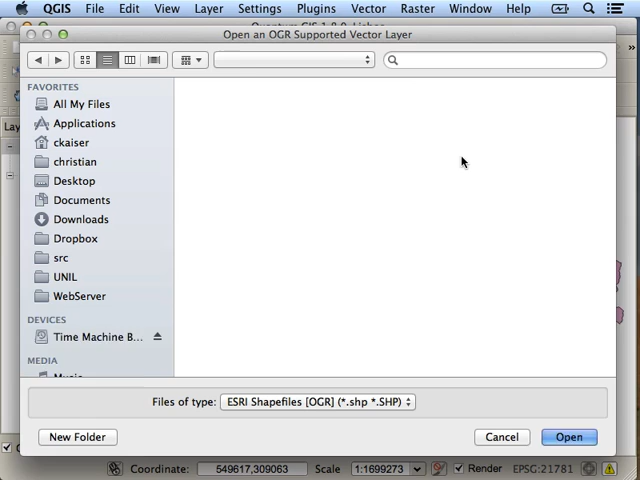 QGIS File Edit View Layer Settings Plugins Vector Raster Window Help
Open an OGR Supported Vector Layer
FAVORITES
All My Files
Applications
ckaiser
christian
Desktop
Documents
Downloads
Dropbox
src
UNIL
WebServer
DEVICES
Time Machine B...
MEDIA
Files of type: ESRI Shapefiles [OGR] (*.shp *.SHP)
New Folder Cancel Open
Coordinate: 549617,309063 Scale 1:1699273 Render EPSG:21781